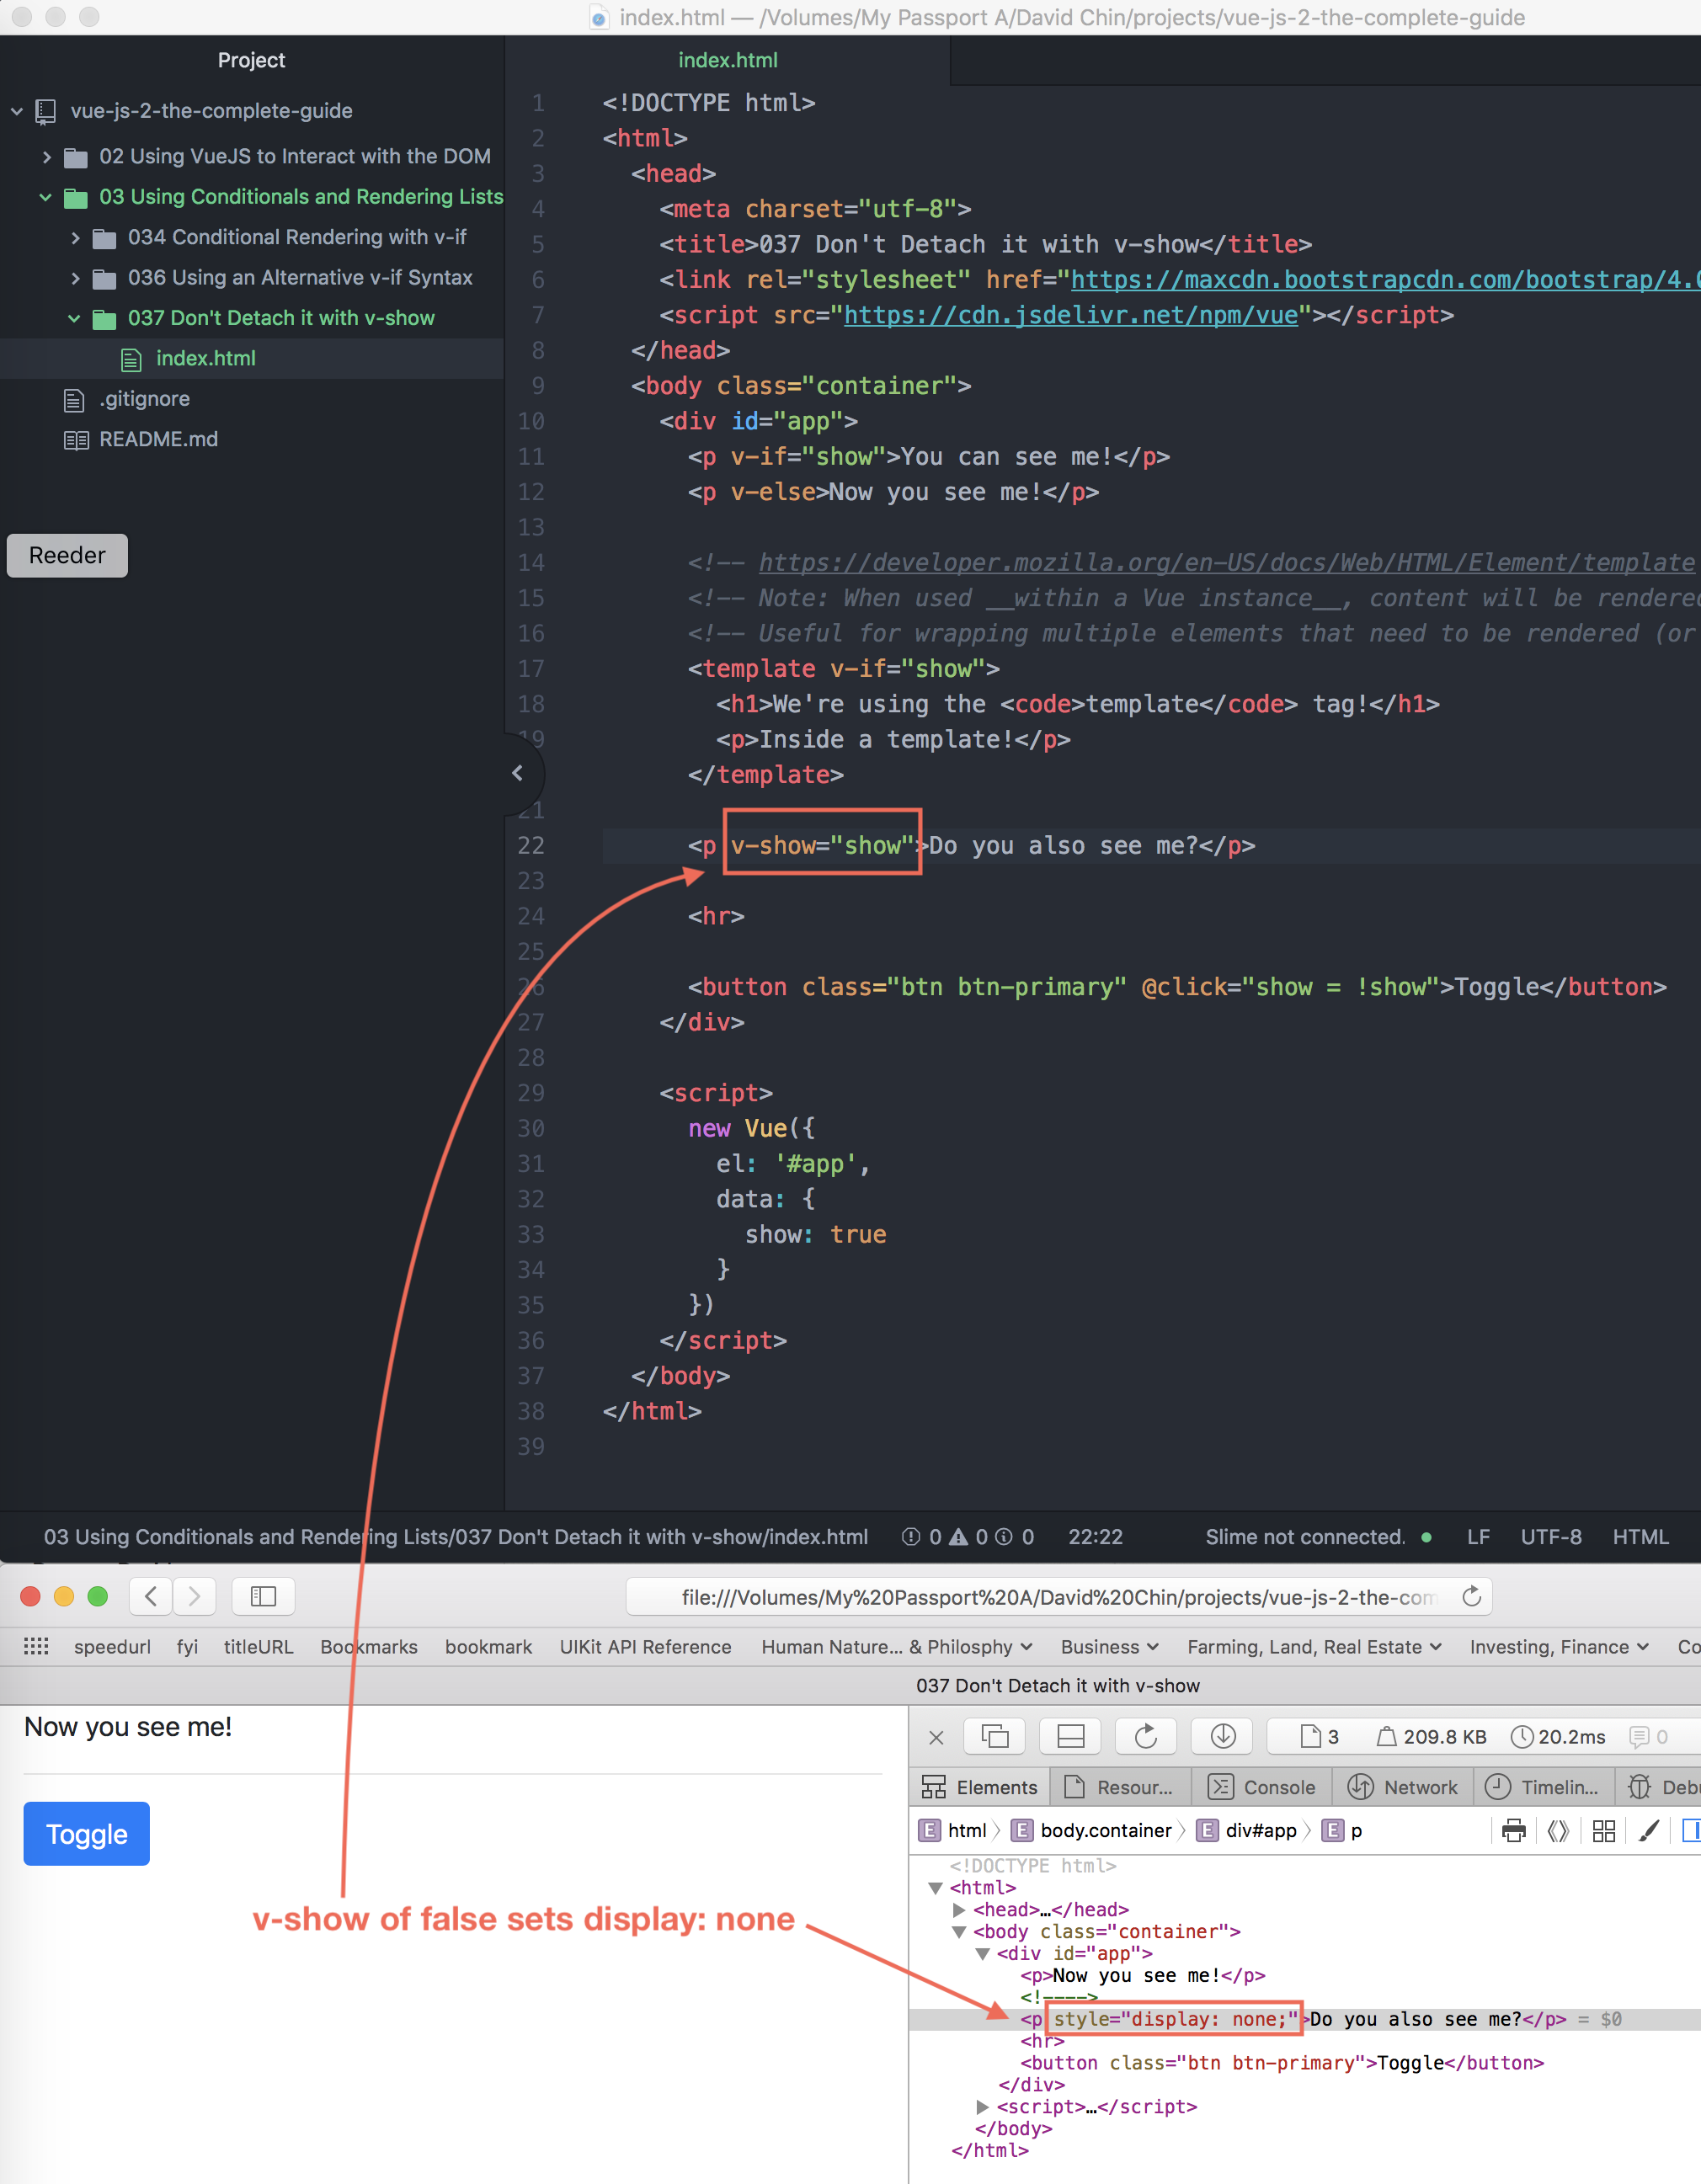 index.html — /Volumes/My Passport A/David Chin/projects/vue-js-2-the-complete-guide
Project
vue-js-2-the-complete-guide
02 Using VueJS to Interact with the DOM
03 Using Conditionals and Rendering Lists
034 Conditional Rendering with v-if
036 Using an Alternative v-if Syntax
037 Don't Detach it with v-show
index.html
.gitignore
README.md
Reeder
index.html
1 <!DOCTYPE html>
2 <html>
3 <head>
4 <meta charset="utf-8">
5 <title>037 Don't Detach it with v-show</title>
6 <link rel="stylesheet" href="https://maxcdn.bootstrapcdn.com/bootstrap/4.0
7 <script src="https://cdn.jsdelivr.net/npm/vue"></script>
8 </head>
9 <body class="container">
10 <div id="app">
11 <p v-if="show">You can see me!</p>
12 <p v-else>Now you see me!</p>
13
14 <!-- https://developer.mozilla.org/en-US/docs/Web/HTML/Element/template
15 <!-- Note: When used __within a Vue instance__, content will be rendered
16 <!-- Useful for wrapping multiple elements that need to be rendered (or
17 <template v-if="show">
18 <h1>We're using the <code>template</code> tag!</h1>
19 <p>Inside a template!</p>
</template>
21
22 <p v-show="show">Do you also see me?</p>
23
24 <hr>
25
26 <button class="btn btn-primary" @click="show = !show">Toggle</button>
27 </div>
28
29 <script>
30 new Vue({
31 el: '#app',
32 data: {
33 show: true
34 }
35 })
36 </script>
37 </body>
38 </html>
39
03 Using Conditionals and Rendering Lists/037 Don't Detach it with v-show/index.html 0 0 0 22:22 Slime not connected. LF UTF-8 HTML
file:///Volumes/My%20Passport%20A/David%20Chin/projects/vue-js-2-the-com
speedurl fyi titleURL Bookmarks bookmark UIKit API Reference Human Nature... & Philosphy Business Farming, Land, Real Estate Investing, Finance Co
037 Don't Detach it with v-show
Now you see me!
Toggle
v-show of false sets display: none
3 209.8 KB 20.2ms 0
Elements Resour... Console Network Timelin... Debu
E html E body.container E div#app E p
<!DOCTYPE html>
<html>
<head>…</head>
<body class="container">
<div id="app">
<p>Now you see me!</p>
<!---->
<p style="display: none;">Do you also see me?</p> = $0
<hr>
<button class="btn btn-primary">Toggle</button>
</div>
<script>…</script>
</body>
</html>